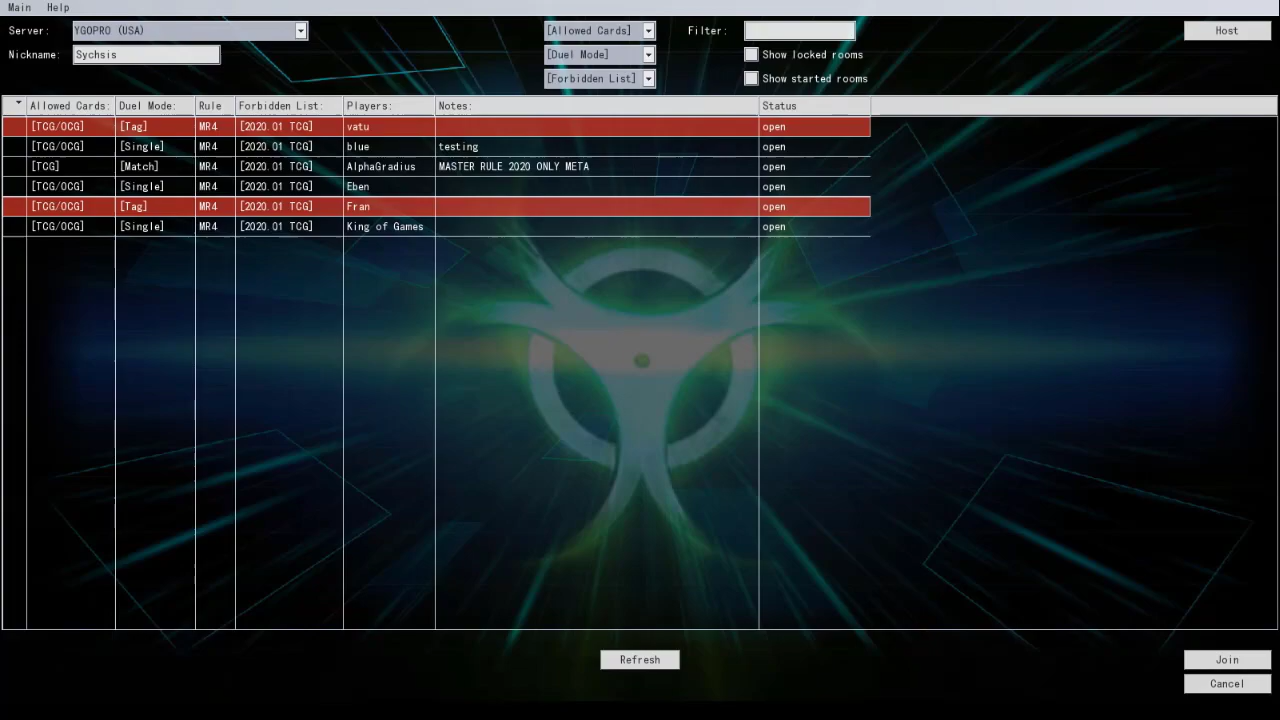 Main Help
Server: YGOPRO (USA) [Allowed Cards] Filter: Host
Nickname: Sychsis [Duel Mode] Show locked rooms
[Forbidden List] Show started rooms
Allowed Cards: Duel Mode: Rule Forbidden List: Players: Notes: Status
[TCG/OCG] [Tag] MR4 [2020.01 TCG] vatu open
[TCG/OCG] [Single] MR4 [2020.01 TCG] blue testing open
[TCG] [Match] MR4 [2020.01 TCG] AlphaGradius MASTER RULE 2020 ONLY META open
[TCG/OCG] [Single] MR4 [2020.01 TCG] Eben open
[TCG/OCG] [Tag] MR4 [2020.01 TCG] Fran open
[TCG/OCG] [Single] MR4 [2020.01 TCG] King of Games open
Refresh Join
Cancel